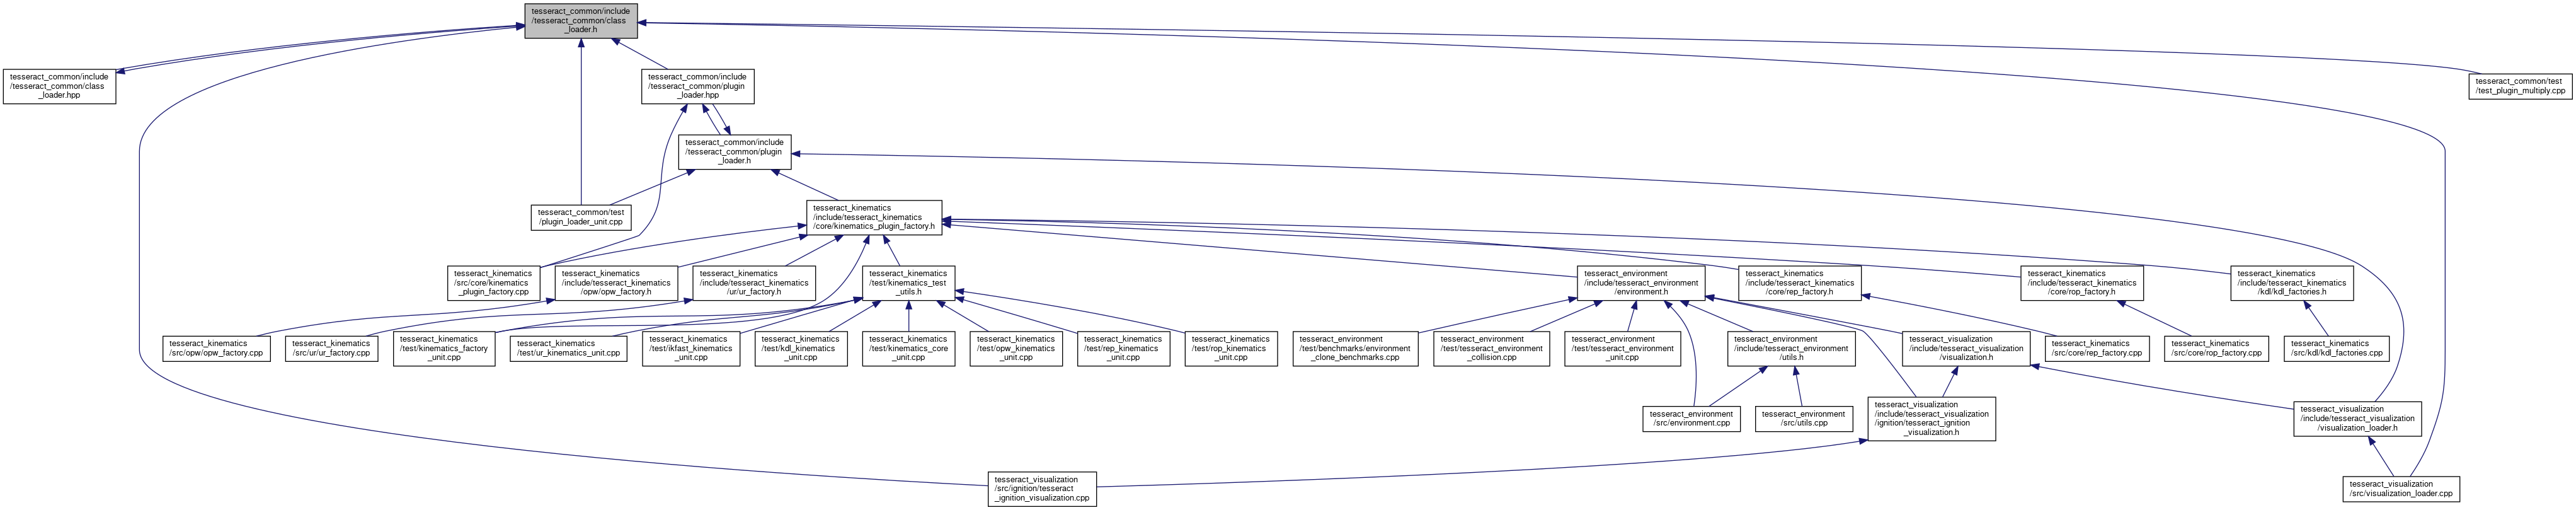 tesseract_common/include
/tesseract_common/class
_loader.h
tesseract_common/include
/tesseract_common/class
_loader.hpp
tesseract_common/include
/tesseract_common/plugin
_loader.hpp
tesseract_common/test
/test_plugin_multiply.cpp
tesseract_common/include
/tesseract_common/plugin
_loader.h
tesseract_common/test
/plugin_loader_unit.cpp
tesseract_kinematics
/include/tesseract_kinematics
/core/kinematics_plugin_factory.h
tesseract_kinematics
/src/core/kinematics
_plugin_factory.cpp
tesseract_kinematics
/include/tesseract_kinematics
/opw/opw_factory.h
tesseract_kinematics
/include/tesseract_kinematics
/ur/ur_factory.h
tesseract_kinematics
/test/kinematics_test
_utils.h
tesseract_environment
/include/tesseract_environment
/environment.h
tesseract_kinematics
/include/tesseract_kinematics
/core/rep_factory.h
tesseract_kinematics
/include/tesseract_kinematics
/core/rop_factory.h
tesseract_kinematics
/include/tesseract_kinematics
/kdl/kdl_factories.h
tesseract_kinematics
/src/opw/opw_factory.cpp
tesseract_kinematics
/src/ur/ur_factory.cpp
tesseract_kinematics
/test/kinematics_factory
_unit.cpp
tesseract_kinematics
/test/ur_kinematics_unit.cpp
tesseract_kinematics
/test/ikfast_kinematics
_unit.cpp
tesseract_kinematics
/test/kdl_kinematics
_unit.cpp
tesseract_kinematics
/test/kinematics_core
_unit.cpp
tesseract_kinematics
/test/opw_kinematics
_unit.cpp
tesseract_kinematics
/test/rep_kinematics
_unit.cpp
tesseract_kinematics
/test/rop_kinematics
_unit.cpp
tesseract_environment
/test/benchmarks/environment
_clone_benchmarks.cpp
tesseract_environment
/test/tesseract_environment
_collision.cpp
tesseract_environment
/test/tesseract_environment
_unit.cpp
tesseract_environment
/include/tesseract_environment
/utils.h
tesseract_visualization
/include/tesseract_visualization
/visualization.h
tesseract_kinematics
/src/core/rep_factory.cpp
tesseract_kinematics
/src/core/rop_factory.cpp
tesseract_kinematics
/src/kdl/kdl_factories.cpp
tesseract_environment
/src/environment.cpp
tesseract_environment
/src/utils.cpp
tesseract_visualization
/include/tesseract_visualization
/ignition/tesseract_ignition
_visualization.h
tesseract_visualization
/include/tesseract_visualization
/visualization_loader.h
tesseract_visualization
/src/ignition/tesseract
_ignition_visualization.cpp
tesseract_visualization
/src/visualization_loader.cpp